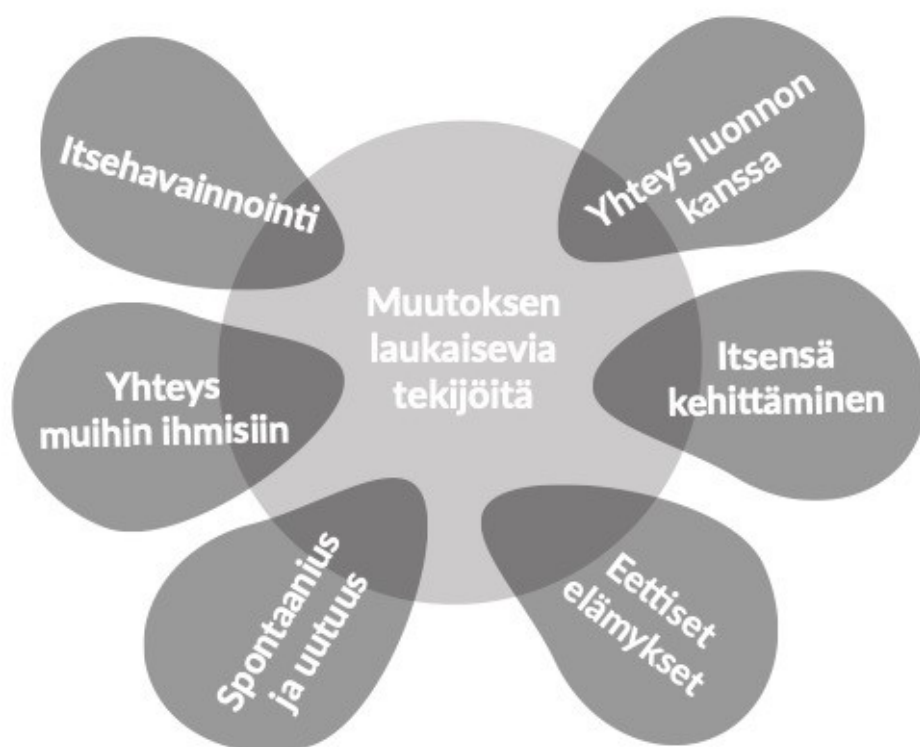 Itsehavainnointi
Yhteys luonnon
kanssa
Muutoksen
laukaisevia
tekijöitä
Yhteys
muihin ihmisiin
Itsensä
kehittäminen
Spontaanius
ja uutuus
Eettiset
elämykset